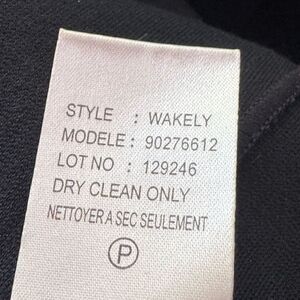 STYLE : WAKELY
MODELE : 90276612
LOT NO : 129246
DRY CLEAN ONLY
NETTOYER A SEC SEULEMENT
P